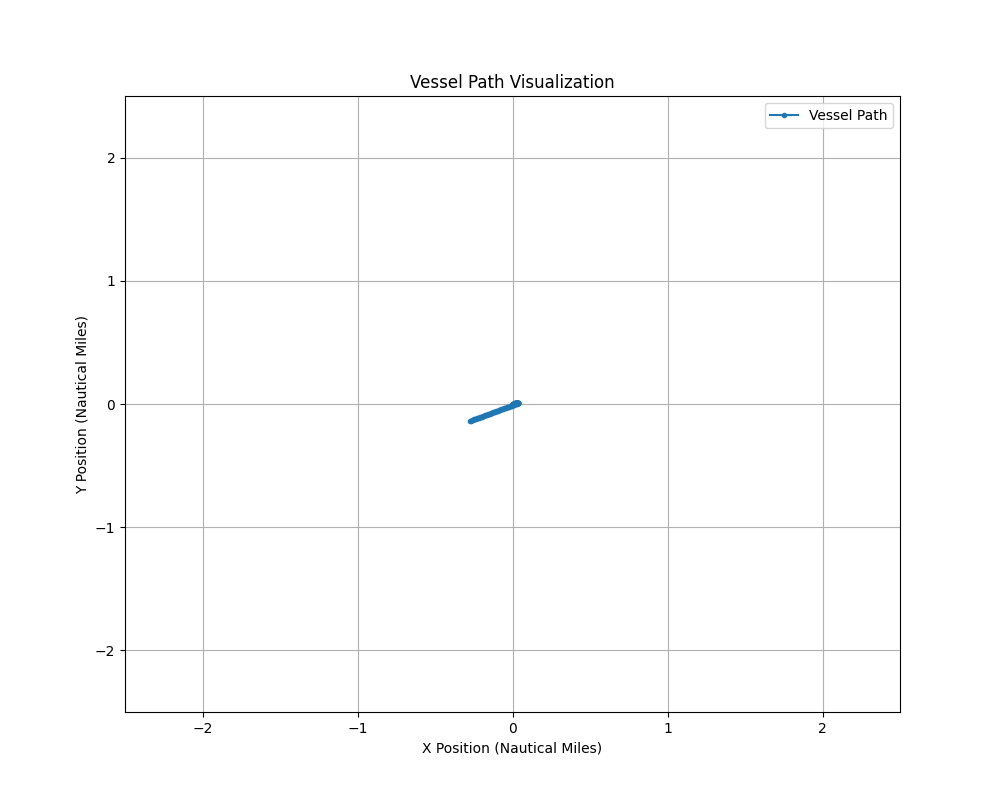 Vessel Path Visualization
Vessel Path
2
1
0
−1
−2
Y Position (Nautical Miles)
−2
−1
0
1
2
X Position (Nautical Miles)